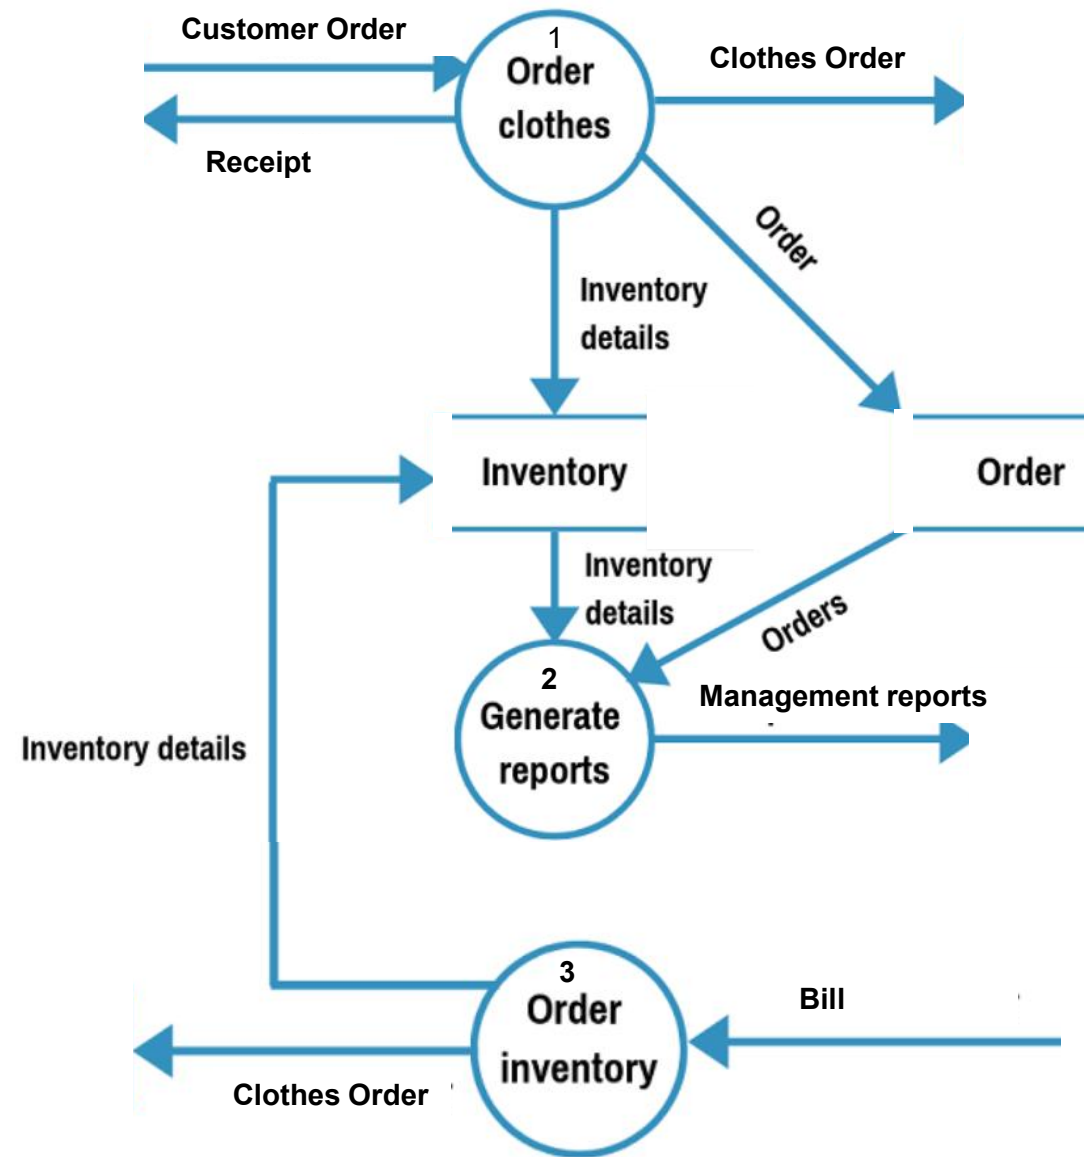 Customer Order
1
Order
clothes
Clothes Order
Receipt
Order
Inventory
details
Inventory
Order
Inventory
details
Orders
2
Generate
reports
Management reports
Inventory details
3
Order
inventory
Bill
Clothes Order